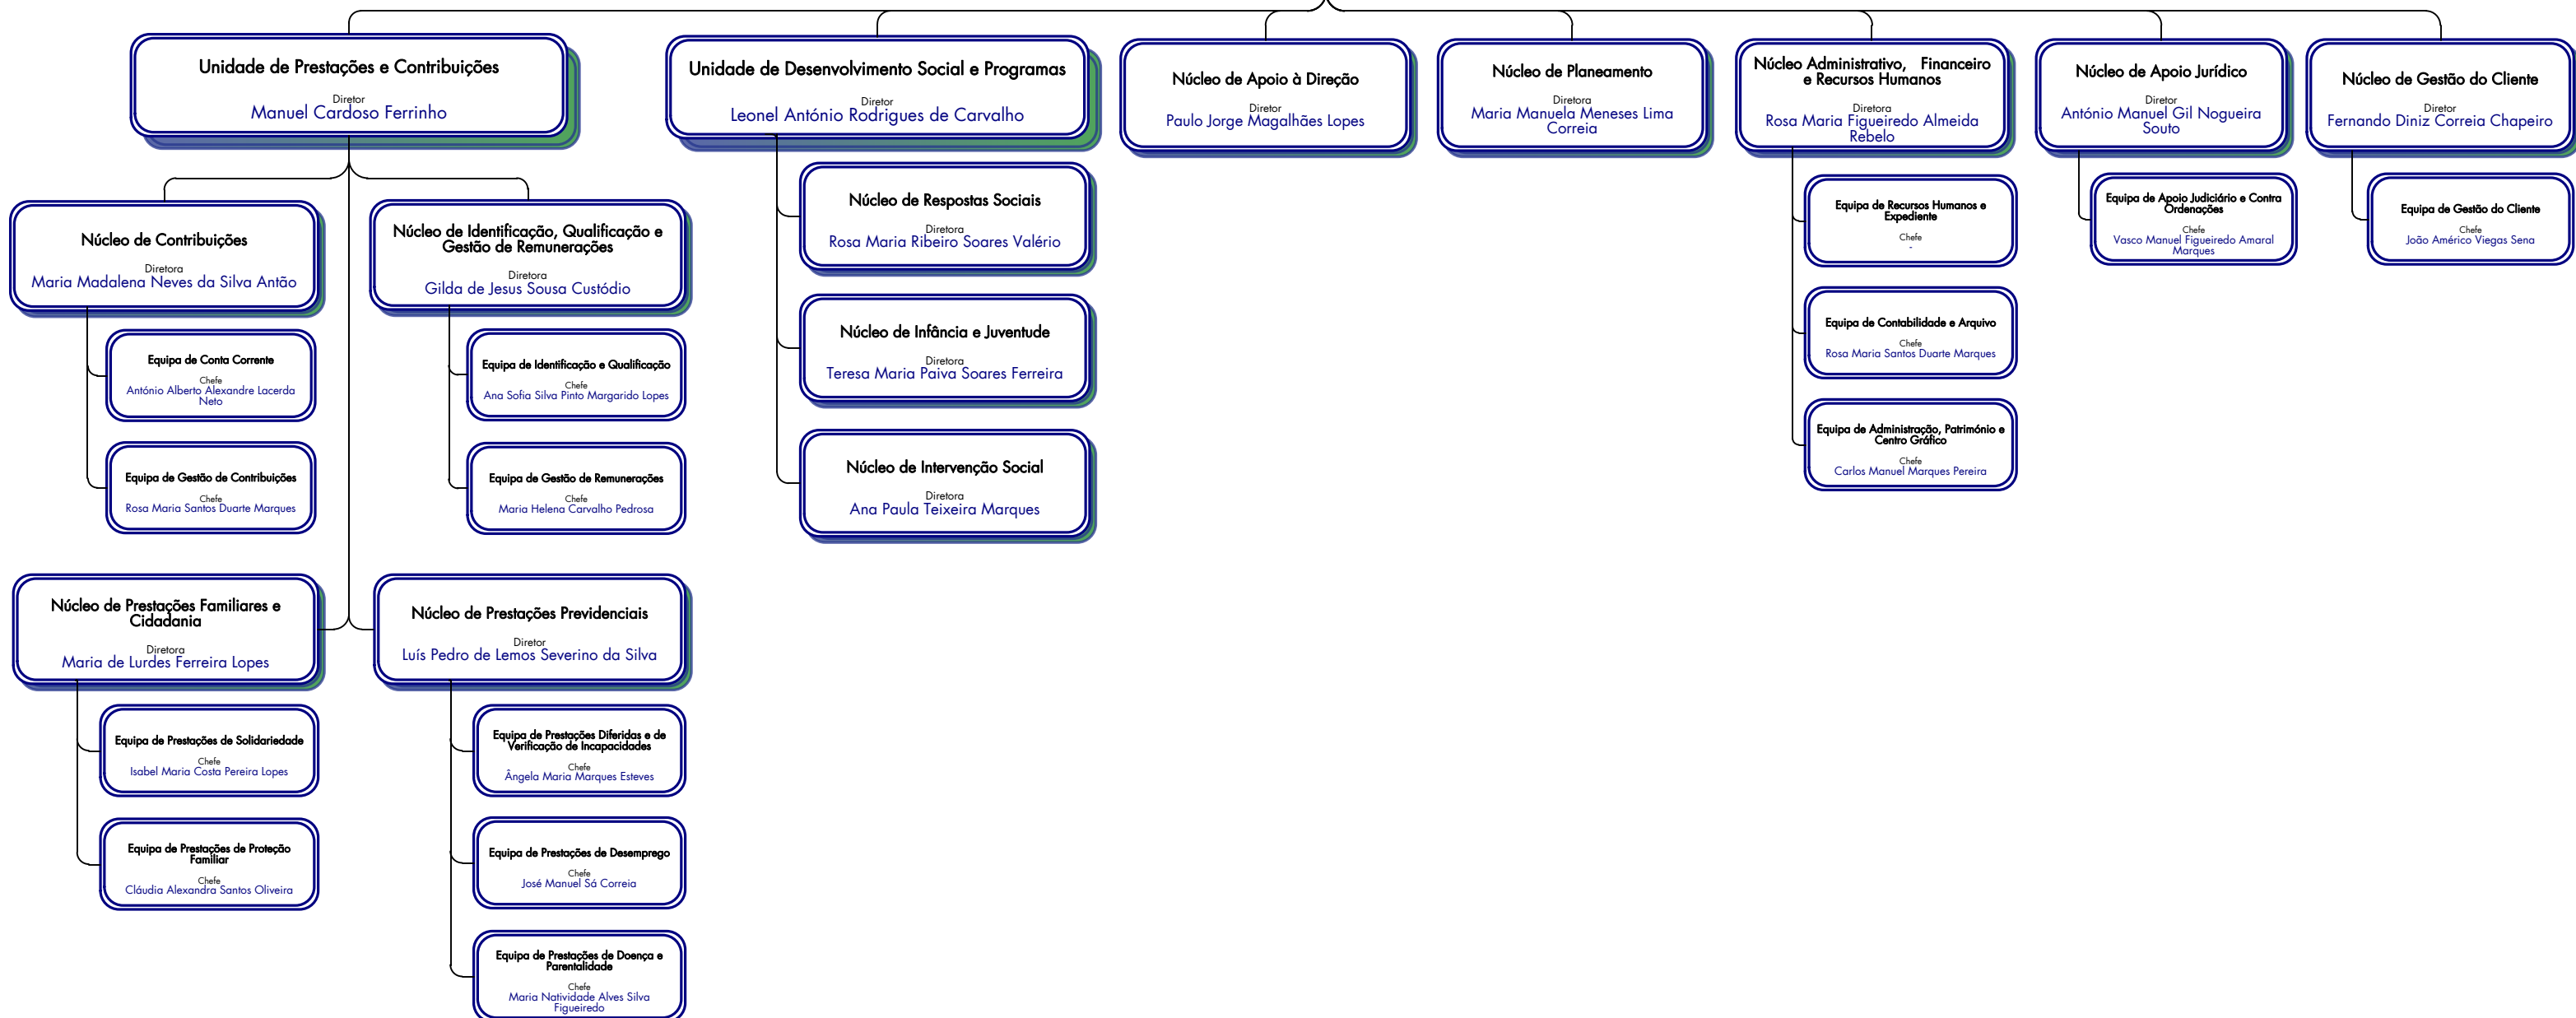 Unidade de Prestações e Contribuições
Diretor
Manuel Cardoso Ferrinho
Unidade de Desenvolvimento Social e Programas
Diretor
Leonel António Rodrigues de Carvalho
Núcleo de Apoio à Direção
Diretor
Paulo Jorge Magalhães Lopes
Núcleo de Planeamento
Diretora
Maria Manuela Meneses Lima
Correia
Núcleo Administrativo, Financeiro
e Recursos Humanos
Diretora
Rosa Maria Figueiredo Almeida
Rebelo
Núcleo de Apoio Jurídico
Diretor
António Manuel Gil Nogueira
Souto
Núcleo de Gestão do Cliente
Diretor
Fernando Diniz Correia Chapeiro
Núcleo de Contribuições
Diretora
Maria Madalena Neves da Silva Antão
Equipa de Conta Corrente
Chefe
António Alberto Alexandre Lacerda
Neto
Equipa de Gestão de Contribuições
Chefe
Rosa Maria Santos Duarte Marques
Núcleo de Identificação, Qualificação e
Gestão de Remunerações
Diretora
Gilda de Jesus Sousa Custódio
Equipa de Identificação e Qualificação
Chefe
Ana Sofia Silva Pinto Margarido Lopes
Equipa de Gestão de Remunerações
Chefe
Maria Helena Carvalho Pedrosa
Núcleo de Respostas Sociais
Diretora
Rosa Maria Ribeiro Soares Valério
Núcleo de Infância e Juventude
Diretora
Teresa Maria Paiva Soares Ferreira
Núcleo de Intervenção Social
Diretora
Ana Paula Teixeira Marques
Equipa de Recursos Humanos e
Expediente
Chefe
-
Equipa de Contabilidade e Arquivo
Chefe
Rosa Maria Santos Duarte Marques
Equipa de Administração, Património e
Centro Gráfico
Chefe
Carlos Manuel Marques Pereira
Equipa de Apoio Judiciário e Contra
Ordenações
Chefe
Vasco Manuel Figueiredo Amaral
Marques
Equipa de Gestão do Cliente
Chefe
João Américo Viegas Sena
Núcleo de Prestações Familiares e
Cidadania
Diretora
Maria de Lurdes Ferreira Lopes
Equipa de Prestações de Solidariedade
Chefe
Isabel Maria Costa Pereira Lopes
Equipa de Prestações de Proteção
Familiar
Chefe
Cláudia Alexandra Santos Oliveira
Núcleo de Prestações Previdenciais
Diretor
Luís Pedro de Lemos Severino da Silva
Equipa de Prestações Diferidas e de
Verificação de Incapacidades
Chefe
Ângela Maria Marques Esteves
Equipa de Prestações de Desemprego
Chefe
José Manuel Sá Correia
Equipa de Prestações de Doença e
Parentalidade
Chefe
Maria Natividade Alves Silva
Figueiredo